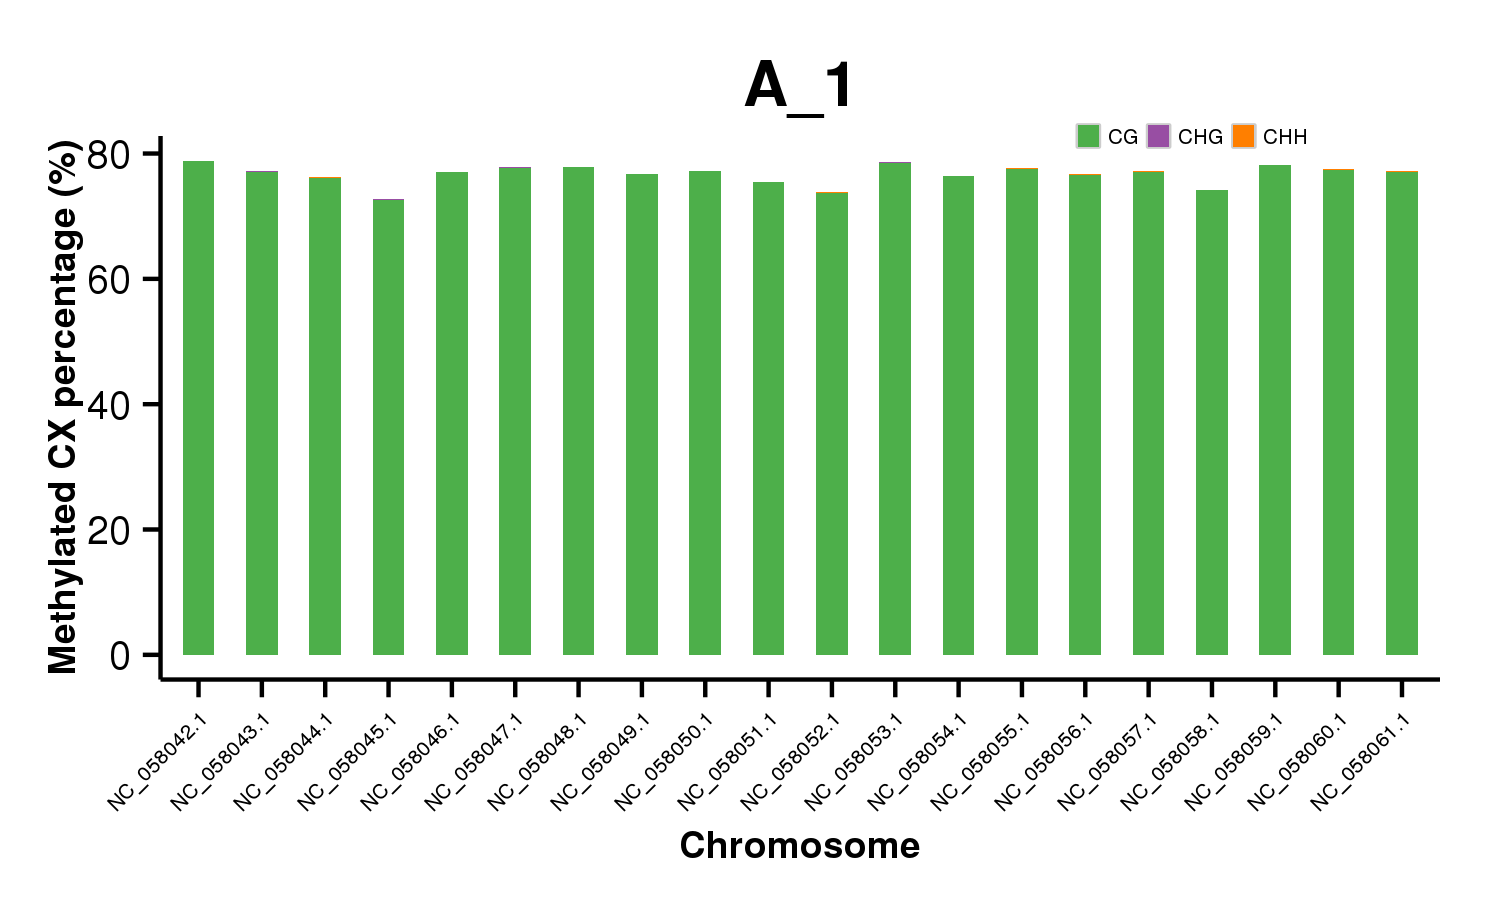 A_1
CG CHG CHH
Methylated CX percentage (%)
80
60
40
20
0
NC_058042.1
NC_058043.1
NC_058044.1
NC_058045.1
NC_058046.1
NC_058047.1
NC_058048.1
NC_058049.1
NC_058050.1
NC_058051.1
NC_058052.1
NC_058053.1
NC_058054.1
NC_058055.1
NC_058056.1
NC_058057.1
NC_058058.1
NC_058059.1
NC_058060.1
NC_058061.1
Chromosome